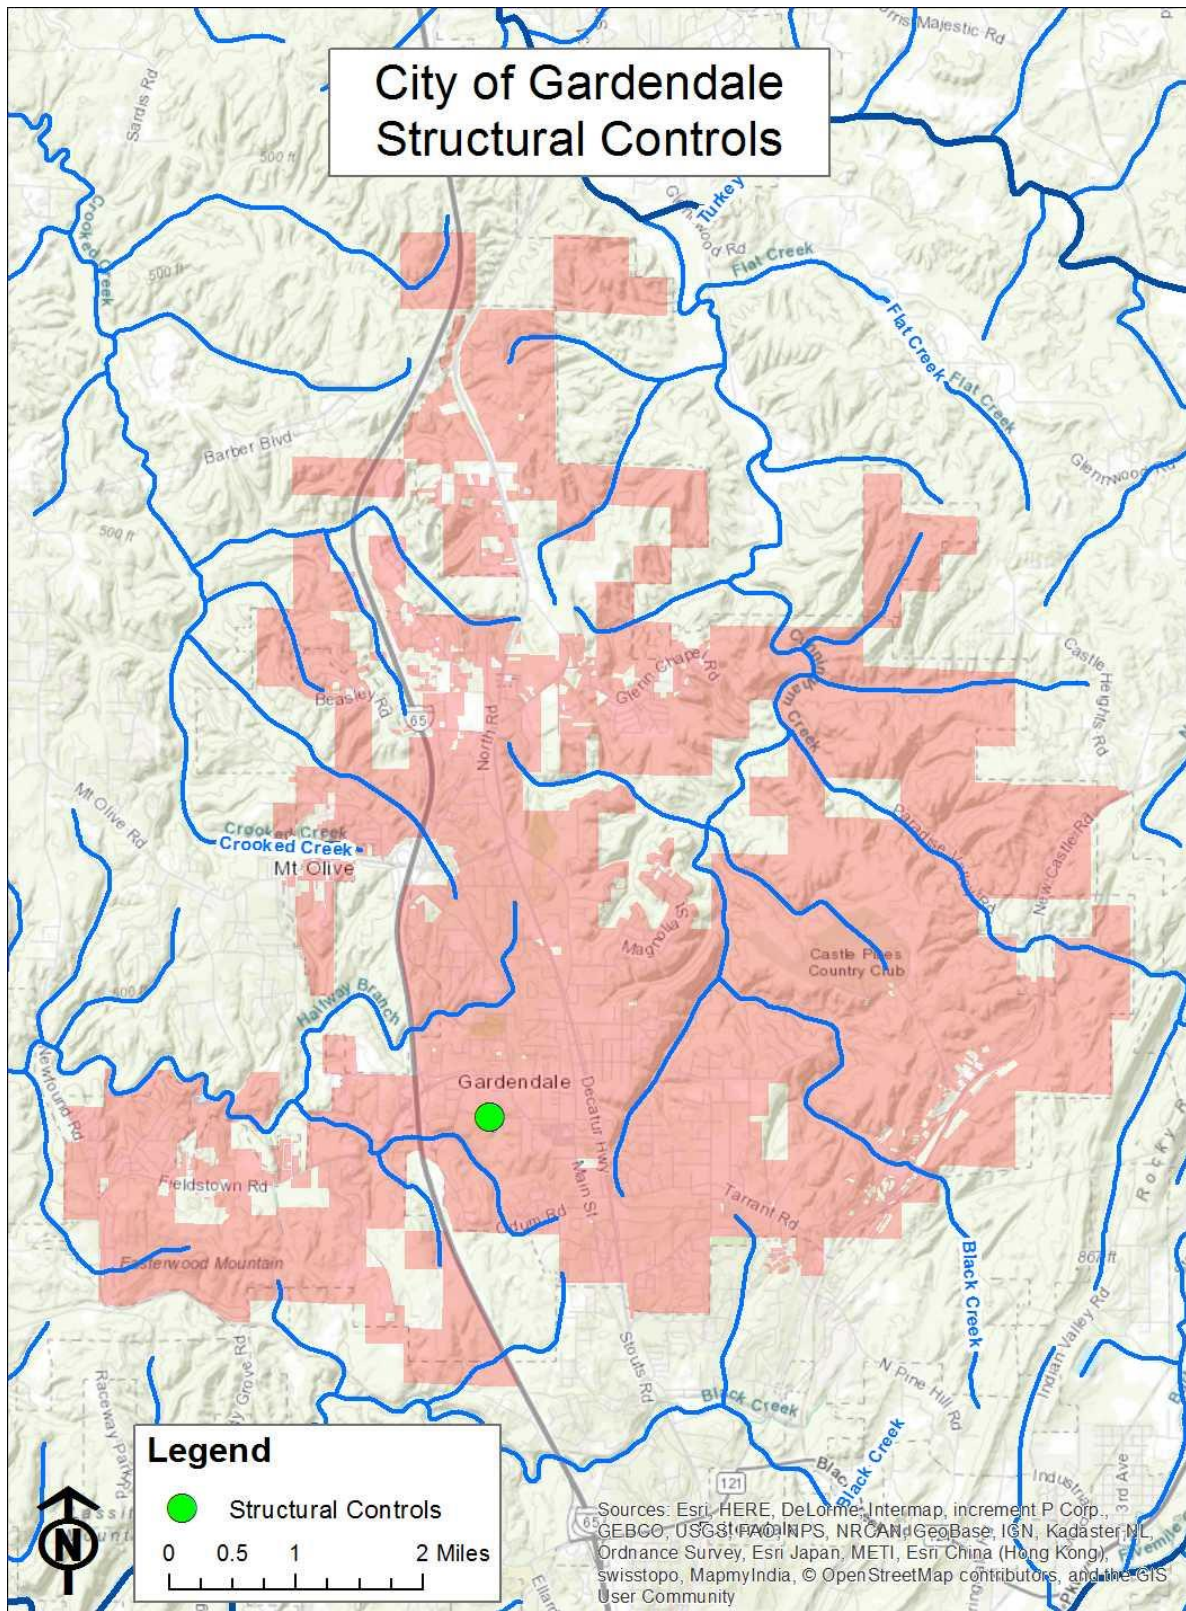 Majestic Rd
City of Gardendale
Structural Controls
Sardis Rd
500 ft
Turkey
Crooked Creek
Flat Creek
500 ft
Flat Creek
Flat Creek
Barber Blvd
500 ft
Glenn Chapel Rd
Cunningham Creek
Castle Heights Rd
Beasley Rd
65
North Rd
Mt Olive Rd
Crooked Creek
Crooked Creek
Mt Olive
Paradise Valley Rd
New Castle Rd
Magnolia St
Castle Pines
Country Club
500 ft
Halfway Branch
Newfound Rd
Gardendale
Decatur Hwy
Rocky
Fieldstown Rd
Main St
Odum Rd
Tarrant Rd
Easterwood Mountain
Black Creek
867 ft
Indian Valley Rd
Stouts Rd
N Pine Hill Rd
Grove Rd
Raceway Park Rd
Black Creek
Black Creek
121
3rd Ave
65
Legend
Structural Controls
N
0 0.5 1 2 Miles
Sources: Esri, HERE, DeLorme, Intermap, increment P Corp.,
GEBCO, USGS, FAO, NPS, NRCAN, GeoBase, IGN, Kadaster NL,
Ordnance Survey, Esri Japan, METI, Esri China (Hong Kong),
swisstopo, MapmyIndia, © OpenStreetMap contributors, and the GIS
User Community